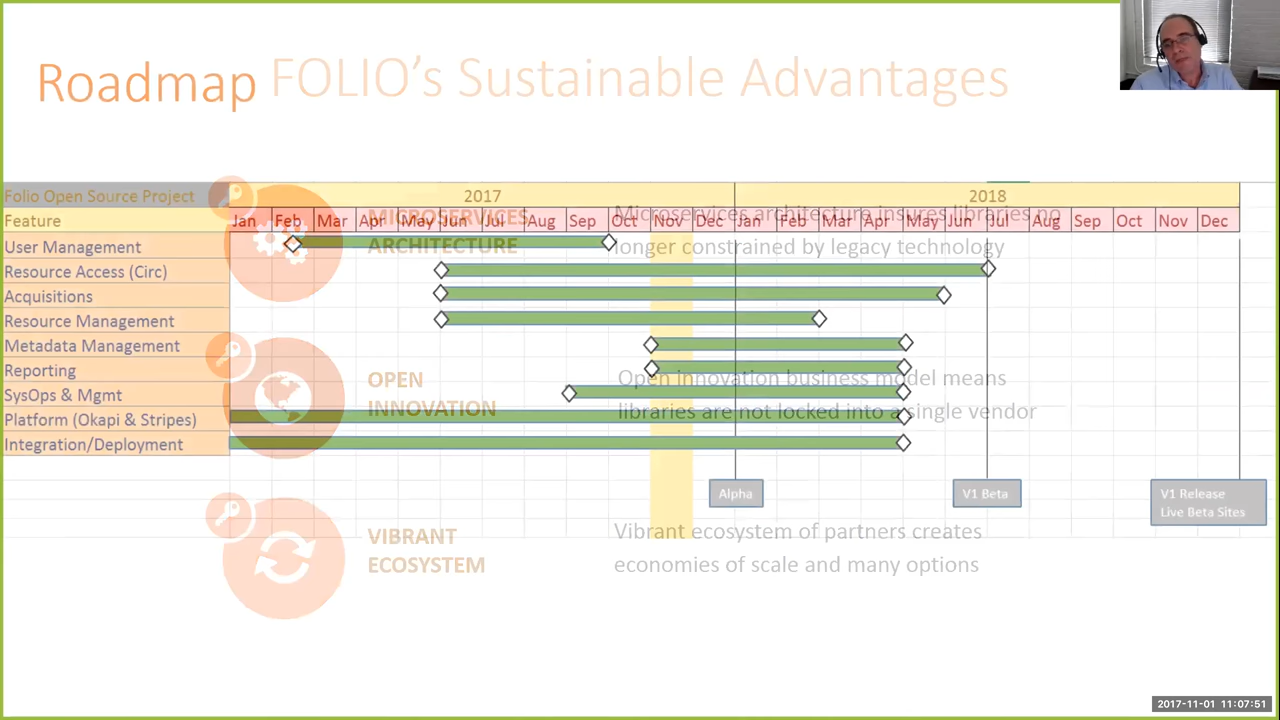 Roadmap
FOLIO's Sustainable Advantages
Folio Open Source Project 2017 2018
Feature Jan Feb Mar Apr May Jun Jul Aug Sep Oct Nov Dec Jan Feb Mar Apr May Jun Jul Aug Sep Oct Nov Dec
User Management
Resource Access (Circ)
Acquisitions
Resource Management
Metadata Management
Reporting
SysOps & Mgmt
Platform (Okapi & Stripes)
Integration/Deployment
Alpha
V1 Beta
V1 Release
Live Beta Sites
MICROSERVICES
ARCHITECTURE
Microservices architecture insures libraries no
longer constrained by legacy technology
OPEN
INNOVATION
Open innovation business model means
libraries are not locked into a single vendor
VIBRANT
ECOSYSTEM
Vibrant ecosystem of partners creates
economies of scale and many options
2017-11-01 11:07:51